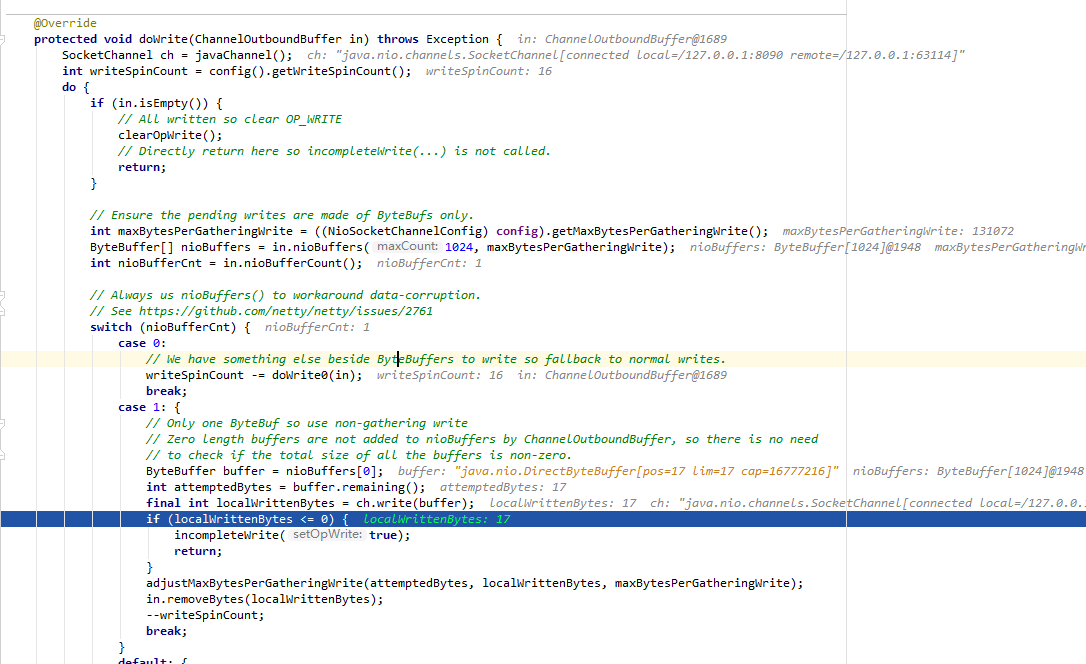 @Override
protected void doWrite(ChannelOutboundBuffer in) throws Exception {  in: ChannelOutboundBuffer@1689
SocketChannel ch = javaChannel();  ch: "java.nio.channels.SocketChannel[connected local=/127.0.0.1:8090 remote=/127.0.0.1:63114]"
int writeSpinCount = config().getWriteSpinCount();  writeSpinCount: 16
do {
if (in.isEmpty()) {
// All written so clear OP_WRITE
clearOpWrite();
// Directly return here so incompleteWrite(...) is not called.
return;
}
// Ensure the pending writes are made of ByteBufs only.
int maxBytesPerGatheringWrite = ((NioSocketChannelConfig) config).getMaxBytesPerGatheringWrite();  maxBytesPerGatheringWrite: 131072
ByteBuffer[] nioBuffers = in.nioBuffers( maxCount: 1024, maxBytesPerGatheringWrite);  nioBuffers: ByteBuffer[1024]@1948  maxBytesPerGatheringWr
int nioBufferCnt = in.nioBufferCount();  nioBufferCnt: 1
// Always us nioBuffers() to workaround data-corruption.
// See https://github.com/netty/netty/issues/2761
switch (nioBufferCnt) {  nioBufferCnt: 1
case 0:
// We have something else beside ByteBuffers to write so fallback to normal writes.
writeSpinCount -= doWrite0(in);  writeSpinCount: 16  in: ChannelOutboundBuffer@1689
break;
case 1: {
// Only one ByteBuf so use non-gathering write
// Zero length buffers are not added to nioBuffers by ChannelOutboundBuffer, so there is no need
// to check if the total size of all the buffers is non-zero.
ByteBuffer buffer = nioBuffers[0];  buffer: "java.nio.DirectByteBuffer[pos=17 lim=17 cap=16777216]"  nioBuffers: ByteBuffer[1024]@1948
int attemptedBytes = buffer.remaining();  attemptedBytes: 17
final int localWrittenBytes = ch.write(buffer);  localWrittenBytes: 17  ch: "java.nio.channels.SocketChannel[connected local=/127.0.0.
if (localWrittenBytes <= 0) {  localWrittenBytes: 17
incompleteWrite( setOpWrite: true);
return;
}
adjustMaxBytesPerGatheringWrite(attemptedBytes, localWrittenBytes, maxBytesPerGatheringWrite);
in.removeBytes(localWrittenBytes);
--writeSpinCount;
break;
}
default: {